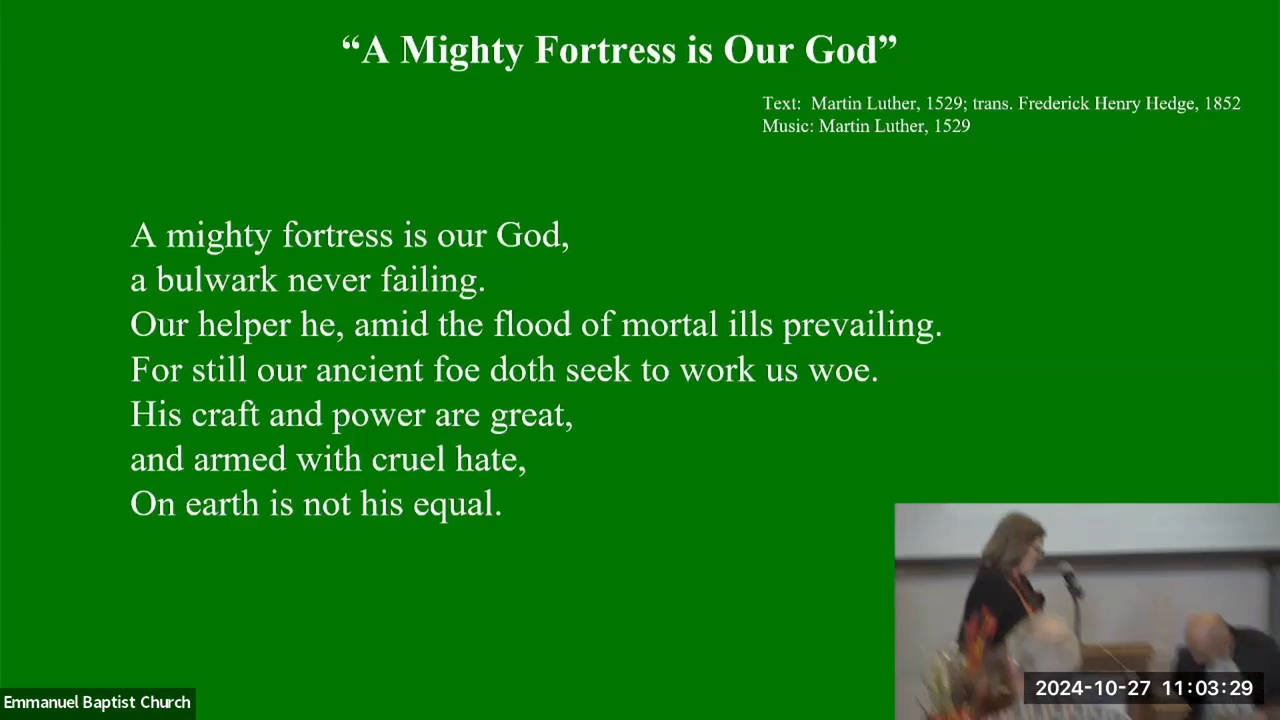 “A Mighty Fortress is Our God”
Text:  Martin Luther, 1529; trans. Frederick Henry Hedge, 1852
Music: Martin Luther, 1529
A mighty fortress is our God,
a bulwark never failing.
Our helper he, amid the flood of mortal ills prevailing.
For still our ancient foe doth seek to work us woe.
His craft and power are great,
and armed with cruel hate,
On earth is not his equal.
Emmanuel Baptist Church
2024-10-27 11:03:29